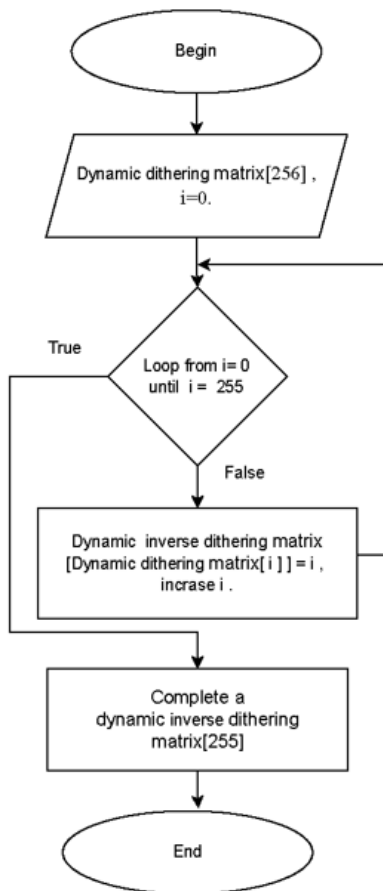 Begin
Dynamic dithering matrix[256] ,
i=0.
True
Loop from i= 0
until i = 255
False
Dynamic inverse dithering matrix
[Dynamic dithering matrix[ i ] ] = i ,
incrase i .
Complete a
dynamic inverse dithering
matrix[255]
End